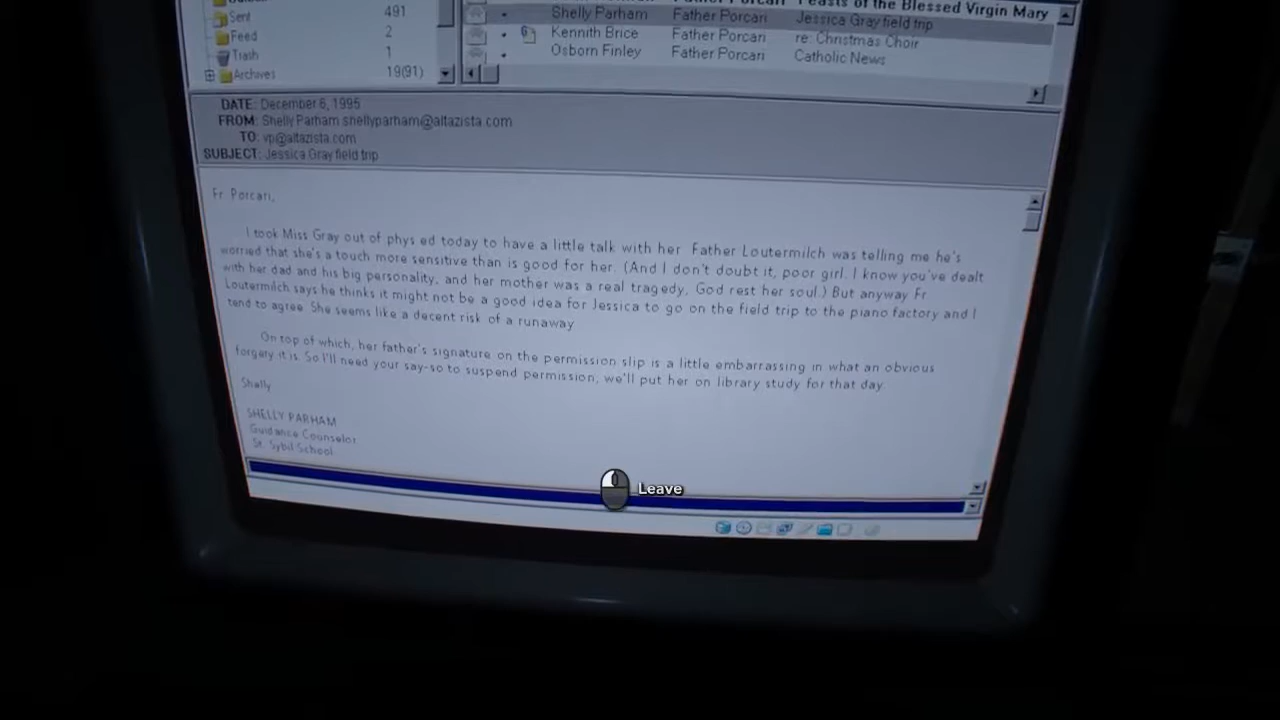 Sent 491
Feed 2
Trash 1
Archives 19(91)
Feasts of the Blessed Virgin Mary
Shelly Parham Father Porcari Jessica Gray field trip
Kennith Brice Father Porcari re: Christmas Choir
Osborn Finley Father Porcari Catholic News
DATE: December 6, 1995
FROM: Shelly Parham shellyparham@altazista.com
TO: vp@altazista.com
SUBJECT: Jessica Gray field trip
Fr. Porcari,
I took Miss Gray out of phys ed today to have a little talk with her Father Loutermilch was telling me he's
worried that she's a touch more sensitive than is good for her. (And I don't doubt it, poor girl. I know you've dealt
with her dad and his big personality, and her mother was a real tragedy, God rest her soul.) But anyway Fr
Loutermilch says he thinks it might not be a good idea for Jessica to go on the field trip to the piano factory and I
tend to agree. She seems like a decent risk of a runaway
On top of which, her father's signature on the permission slip is a little embarrassing in what an obvious
forgery it is. So I'll need your say-so to suspend permission, we'll put her on library study for that day
Shelly
SHELLY PARHAM
Guidance Counselor
St. Sybil School
Leave